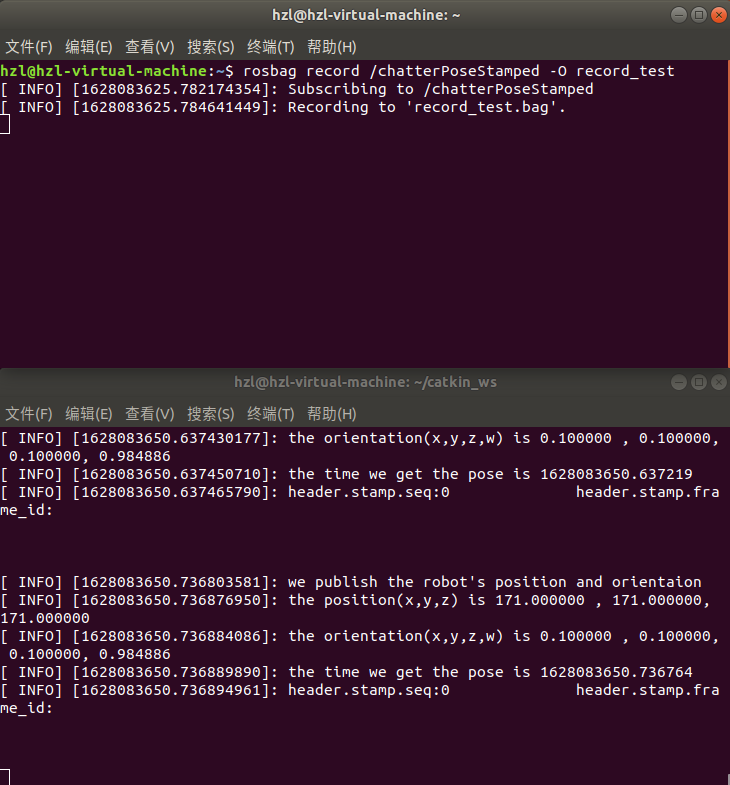 hzl@hzl-virtual-machine: ~
文件(F) 编辑(E) 查看(V) 搜索(S) 终端(T) 帮助(H)
hzl@hzl-virtual-machine:~$ rosbag record /chatterPoseStamped -O record_test
[ INFO] [1628083625.782174354]: Subscribing to /chatterPoseStamped
[ INFO] [1628083625.784641449]: Recording to 'record_test.bag'.
hzl@hzl-virtual-machine: ~/catkin_ws
文件(F) 编辑(E) 查看(V) 搜索(S) 终端(T) 帮助(H)
[ INFO] [1628083650.637430177]: the orientation(x,y,z,w) is 0.100000 , 0.100000,
0.100000, 0.984886
[ INFO] [1628083650.637450710]: the time we get the pose is 1628083650.637219
[ INFO] [1628083650.637465790]: header.stamp.seq:0 header.stamp.fra
me_id:
[ INFO] [1628083650.736803581]: we publish the robot's position and orientaion
[ INFO] [1628083650.736876950]: the position(x,y,z) is 171.000000 , 171.000000,
171.000000
[ INFO] [1628083650.736884086]: the orientation(x,y,z,w) is 0.100000 , 0.100000,
0.100000, 0.984886
[ INFO] [1628083650.736889890]: the time we get the pose is 1628083650.736764
[ INFO] [1628083650.736894961]: header.stamp.seq:0 header.stamp.fra
me_id: